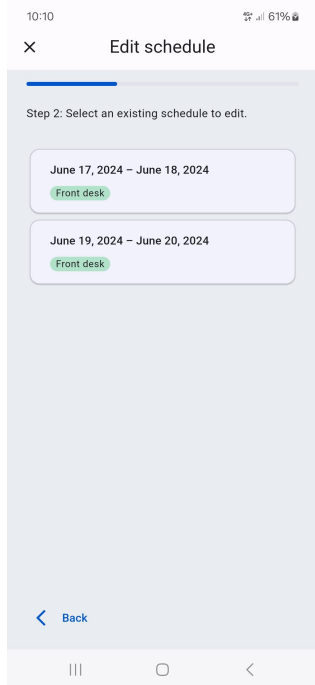 10:10
4G+ 61%
Edit schedule
Step 2: Select an existing schedule to edit.
June 17, 2024 – June 18, 2024
Front desk
June 19, 2024 – June 20, 2024
Front desk
Back